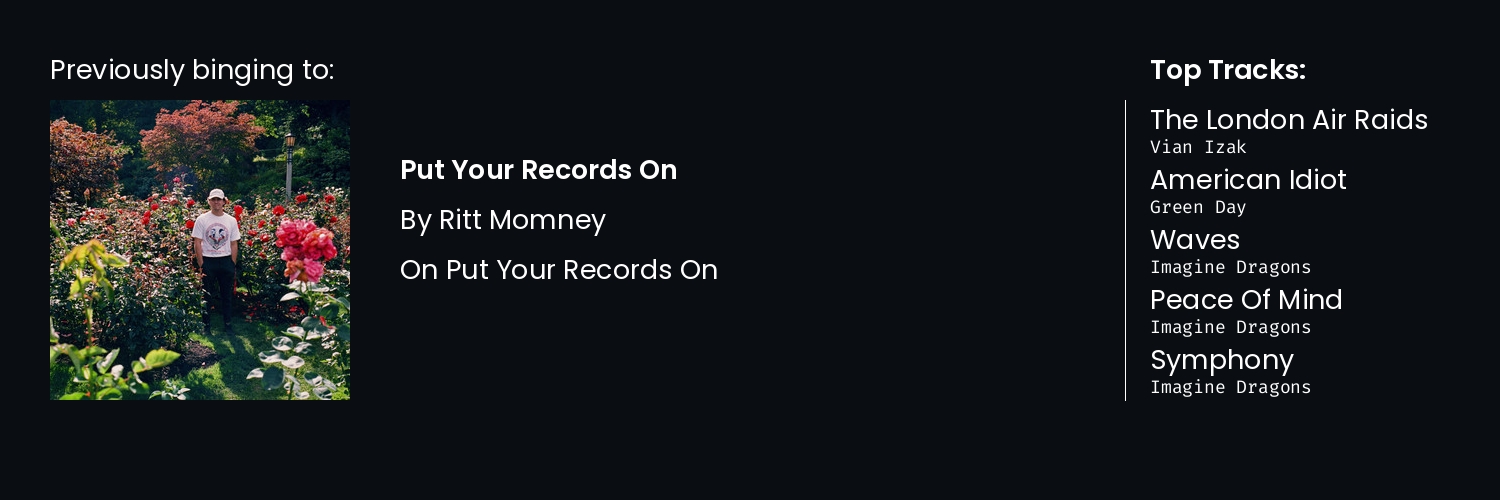 Previously binging to:
Put Your Records On
By Ritt Momney
On Put Your Records On
Top Tracks:
The London Air Raids
Vian Izak
American Idiot
Green Day
Waves
Imagine Dragons
Peace Of Mind
Imagine Dragons
Symphony
Imagine Dragons